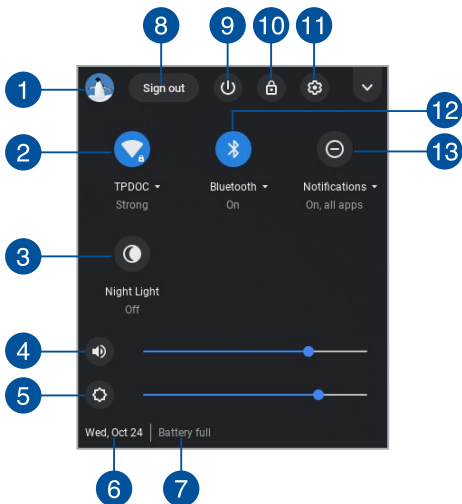 8
9
10
11
1
Sign out
12
2
13
TPDOC
Bluetooth
Notifications
Strong
On
On, all apps
3
Night Light
Off
4
5
Wed, Oct 24 Battery full
6
7